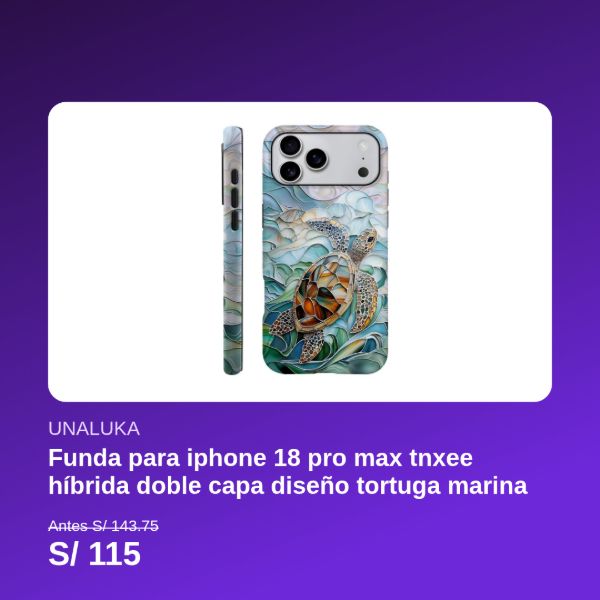 UNALUKA
Funda para iphone 18 pro max tnxee
híbrida doble capa diseño tortuga marina
Antes S/ 143.75
S/ 115